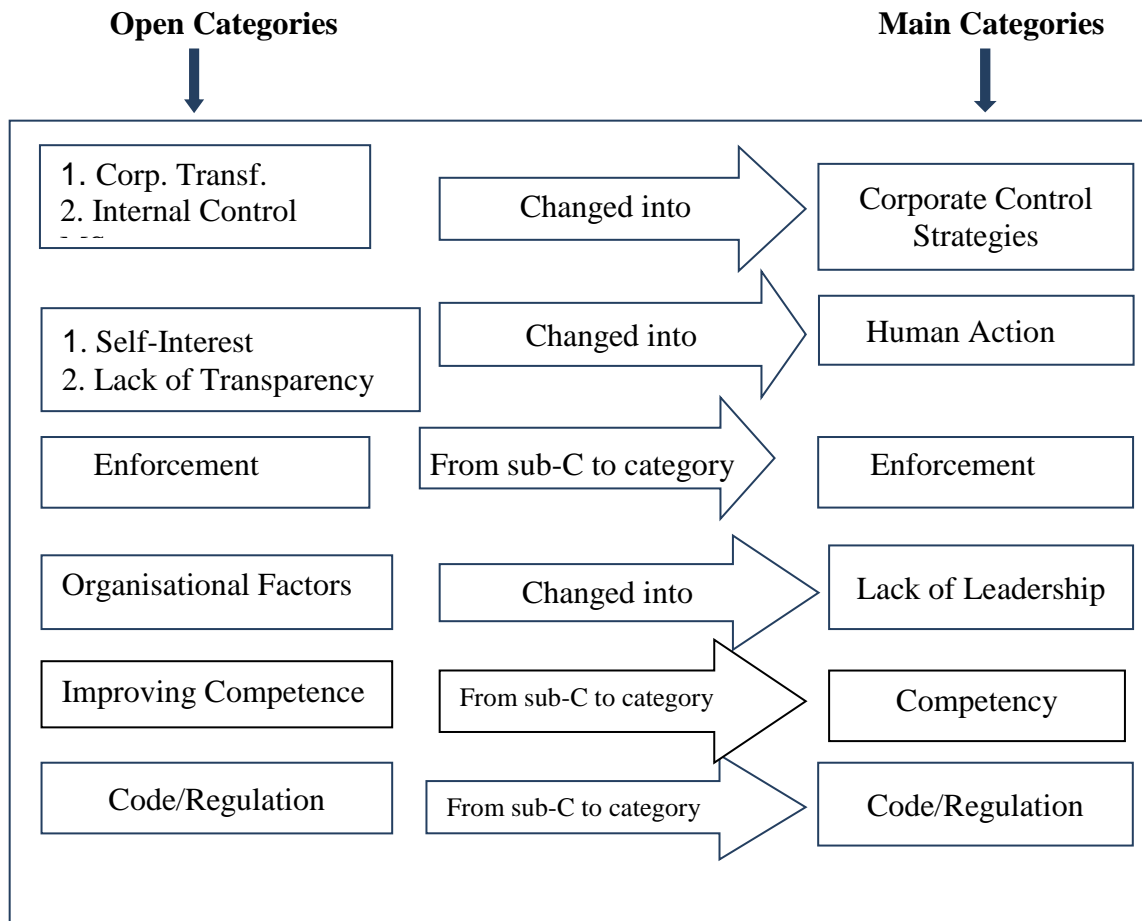 Open Categories
Main Categories
1. Corp. Transf.
2. Internal Control
Changed into
Corporate Control
Strategies
1. Self-Interest
2. Lack of Transparency
Changed into
Human Action
Enforcement
From sub-C to category
Enforcement
Organisational Factors
Changed into
Lack of Leadership
Improving Competence
From sub-C to category
Competency
Code/Regulation
From sub-C to category
Code/Regulation